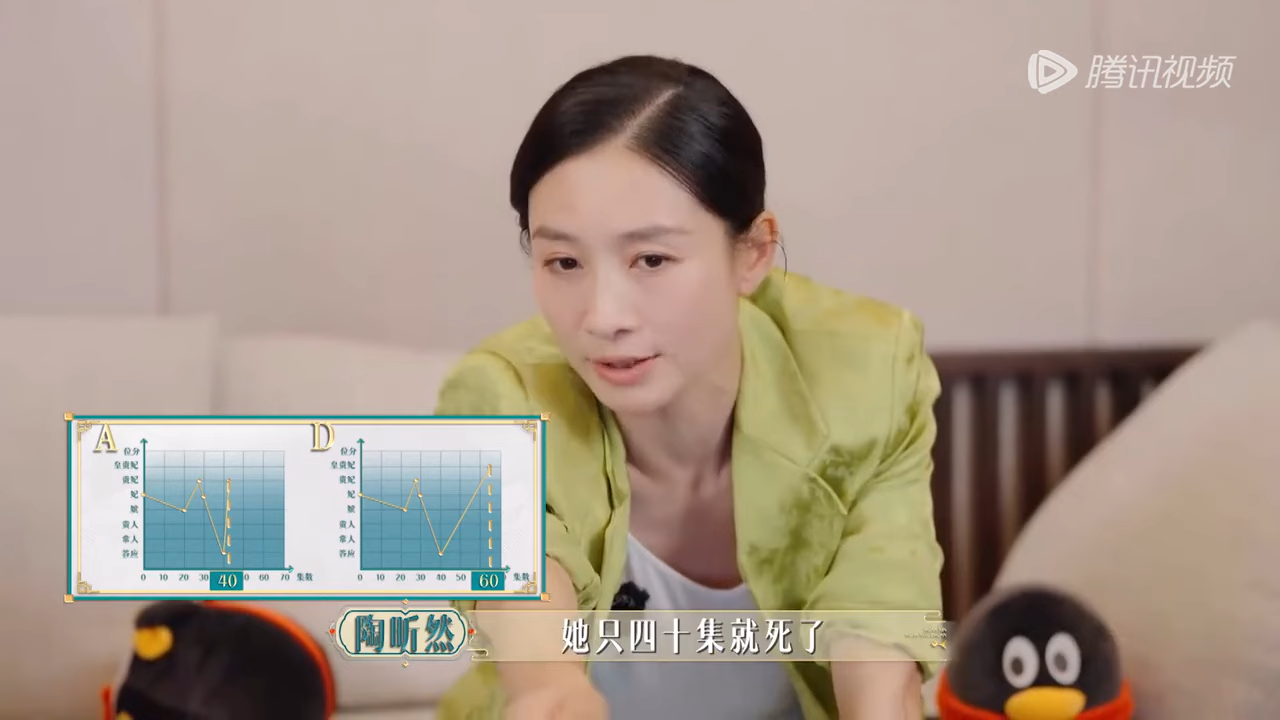 腾讯视频
A
位分
皇贵妃
贵妃
妃
嫔
贵人
常人
答应
0 10 20 30 40 60 70 集数
D
位分
皇贵妃
贵妃
妃
嫔
贵人
常人
答应
0 10 20 30 40 50 60 集数
陶昕然
她只四十集就死了